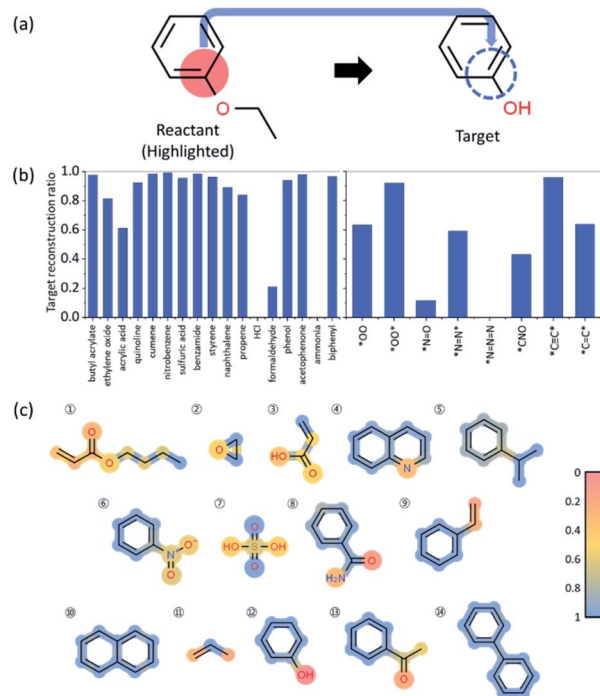 (a)
O
OH
Reactant
(Highlighted)
Target
(b)
Target reconstruction ratio
1.0
0.8
0.6
0.4
0.2
0.0
butyl acrylate
ethylene oxide
acrylic acid
quinoline
cumene
nitrobenzene
sulfuric acid
benzamide
styrene
naphthalene
propene
HCl
formaldehyde
phenol
acetophenone
ammonia
biphenyl
*OO
*OO*
*N=O
*N=N*
*N=N=N
*CNO
*C≡C*
*C=C*
(c)
① ② ③ ④ ⑤
O
O
O
HO
O
N
⑥ ⑦ ⑧ ⑨
N⁺
O⁻
O
O
HO S OH
O
H₂N
O
0
0.2
0.4
0.6
0.8
1
⑩ ⑪ ⑫ ⑬ ⑭
OH
O